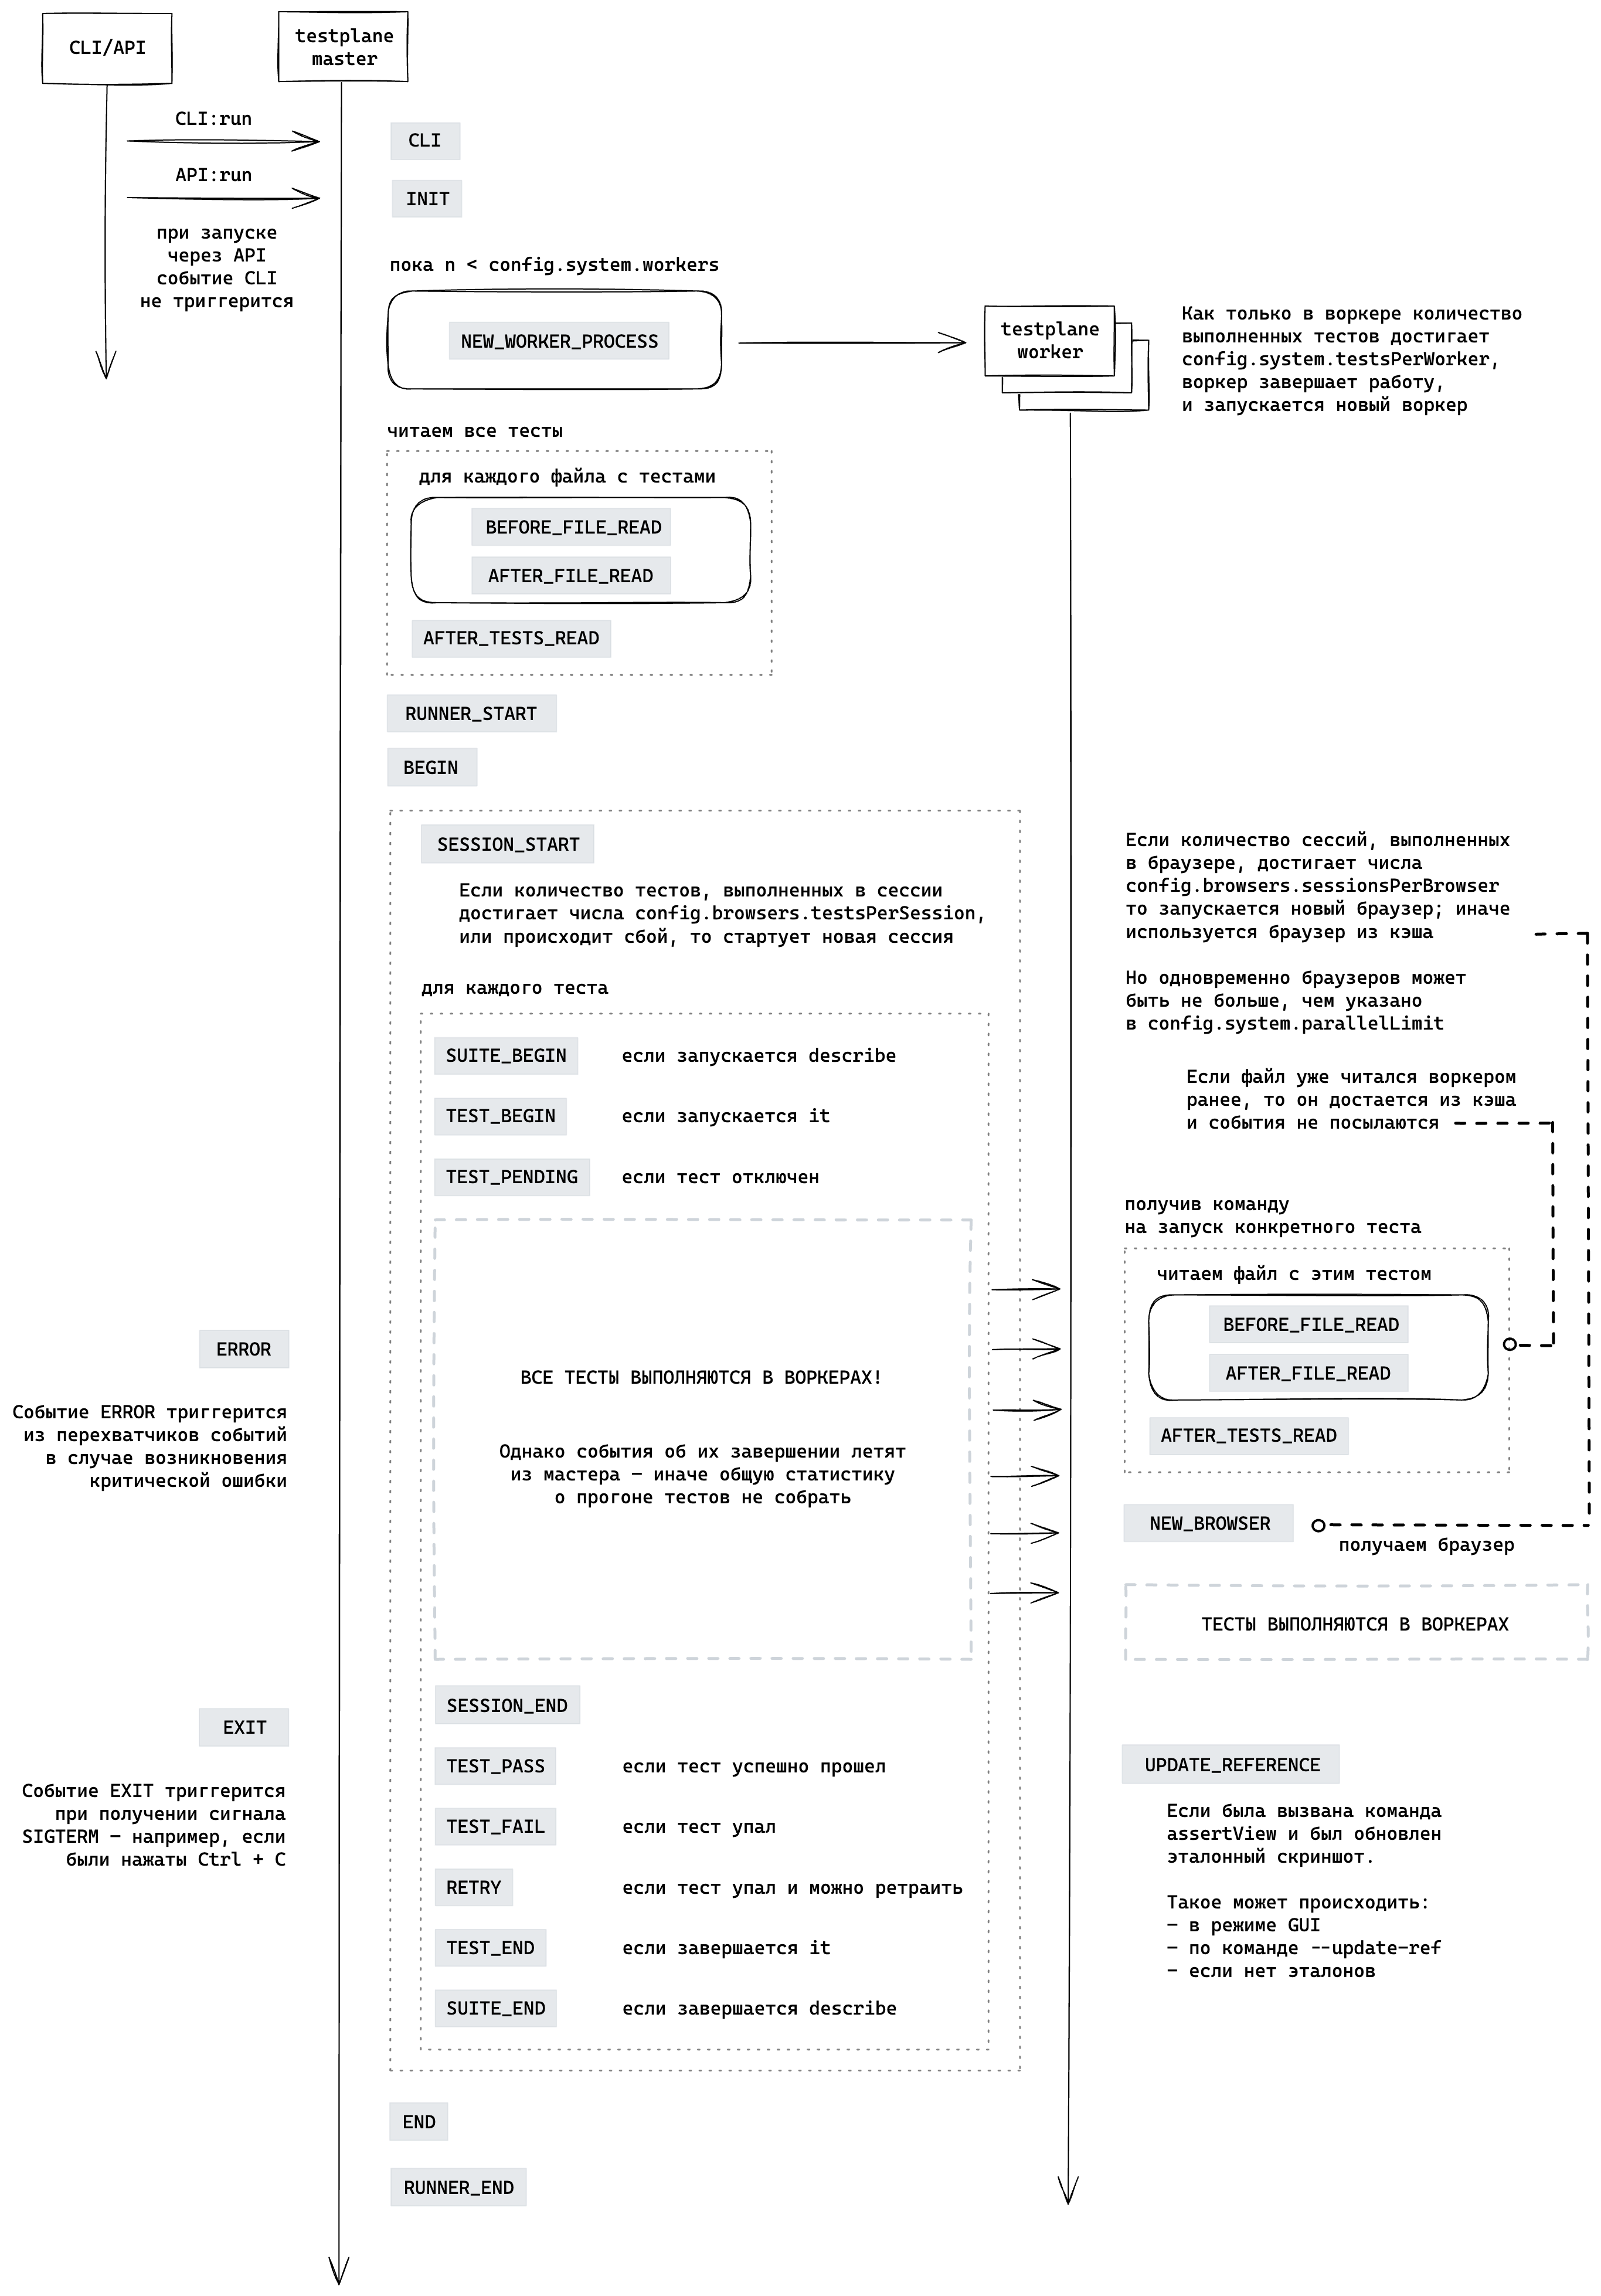 CLI/API
testplane
master
CLI:run
API:run
при запуске
через API
событие CLI
не триггерится
CLI
INIT
пока n < config.system.workers
NEW_WORKER_PROCESS
testplane
worker
Как только в воркере количество
выполненных тестов достигает
config.system.testsPerWorker,
воркер завершает работу,
и запускается новый воркер
читаем все тесты
для каждого файла с тестами
BEFORE_FILE_READ
AFTER_FILE_READ
AFTER_TESTS_READ
RUNNER_START
BEGIN
SESSION_START
Если количество тестов, выполненных в сессии
достигает числа config.browsers.testsPerSession,
или происходит сбой, то стартует новая сессия
для каждого теста
SUITE_BEGIN
если запускается describe
TEST_BEGIN
если запускается it
TEST_PENDING
если тест отключен
ВСЕ ТЕСТЫ ВЫПОЛНЯЮТСЯ В ВОРКЕРАХ!
Однако события об их завершении летят
из мастера — иначе общую статистику
о прогоне тестов не собрать
ERROR
Событие ERROR триггерится
из перехватчиков событий
в случае возникновения
критической ошибки
EXIT
Событие EXIT триггерится
при получении сигнала
SIGTERM — например, если
были нажаты Ctrl + C
SESSION_END
TEST_PASS
если тест успешно прошел
TEST_FAIL
если тест упал
RETRY
если тест упал и можно ретраить
TEST_END
если завершается it
SUITE_END
если завершается describe
END
RUNNER_END
Если количество сессий, выполненных
в браузере, достигает числа
config.browsers.sessionsPerBrowser
то запускается новый браузер; иначе
используется браузер из кэша
Но одновременно браузеров может
быть не больше, чем указано
в config.system.parallelLimit
Если файл уже читался воркером
ранее, то он достается из кэша
и события не посылаются
получив команду
на запуск конкретного теста
читаем файл с этим тестом
BEFORE_FILE_READ
AFTER_FILE_READ
AFTER_TESTS_READ
NEW_BROWSER
получаем браузер
ТЕСТЫ ВЫПОЛНЯЮТСЯ В ВОРКЕРАХ
UPDATE_REFERENCE
Если была вызвана команда
assertView и был обновлен
эталонный скриншот.
Такое может происходить:
— в режиме GUI
— по команде --update-ref
— если нет эталонов